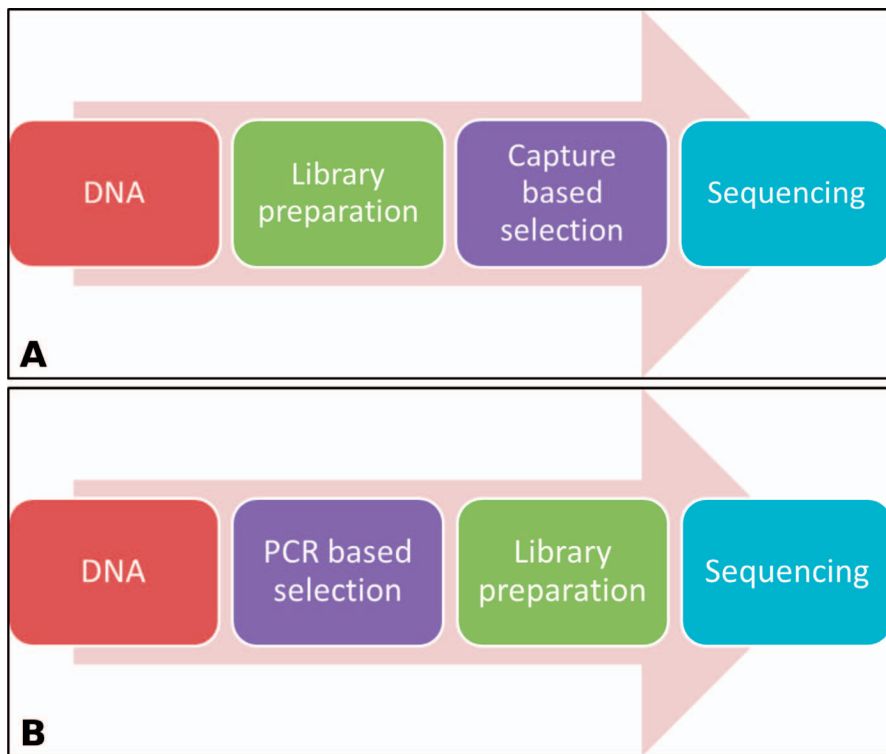 DNA
Library
preparation
Capture
based
selection
Sequencing
A
DNA
PCR based
selection
Library
preparation
Sequencing
B